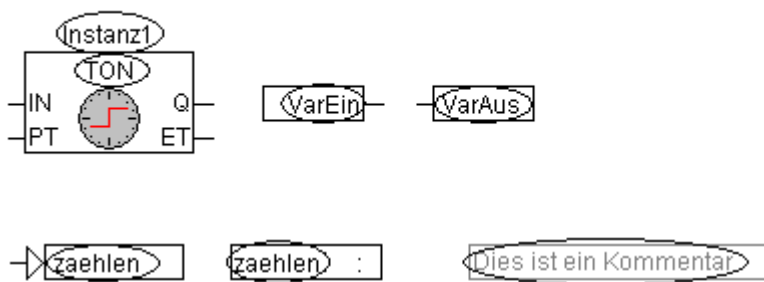 Instanz1
TON
IN Q
PT ET
VarEin
VarAus
zaehlen
zaehlen :
Dies ist ein Kommentar